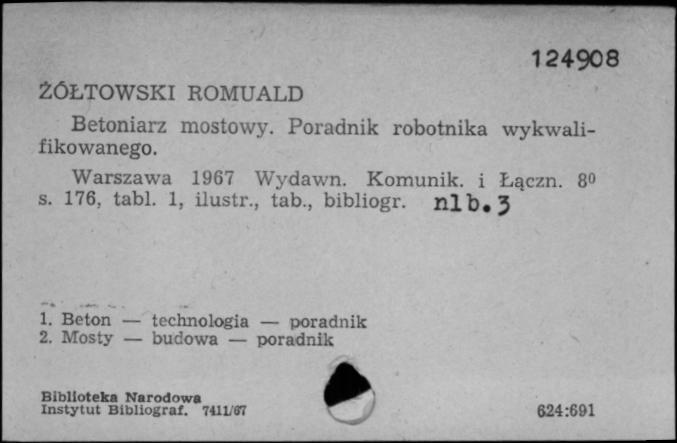 124908
ŻÓŁTOWSKI ROMUALD
Betoniarz mostowy. Poradnik robotnika wykwali-
fikowanego.
Warszawa 1967 Wydawn. Komunik. i Łączn. 8⁰
s. 176, tabl. 1, ilustr., tab., bibliogr. nlb.3
1. Beton — technologia — poradnik
2. Mosty — budowa — poradnik
Biblioteka Narodowa
Instytut Bibliograf. 7411/67
624:691